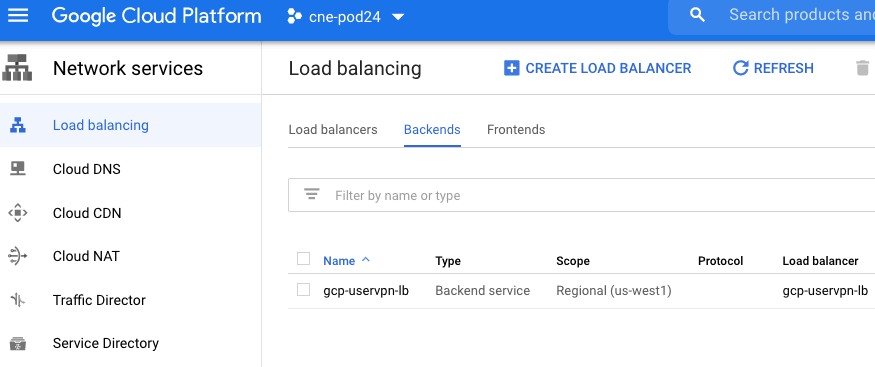 Google Cloud Platform cne-pod24 Search products and
Network services
Load balancing CREATE LOAD BALANCER REFRESH
Load balancing
Cloud DNS
Cloud CDN
Cloud NAT
Traffic Director
Service Directory
Load balancers Backends Frontends
Filter by name or type
Name Type Scope Protocol Load balancer
gcp-uservpn-lb Backend service Regional (us-west1) gcp-uservpn-lb